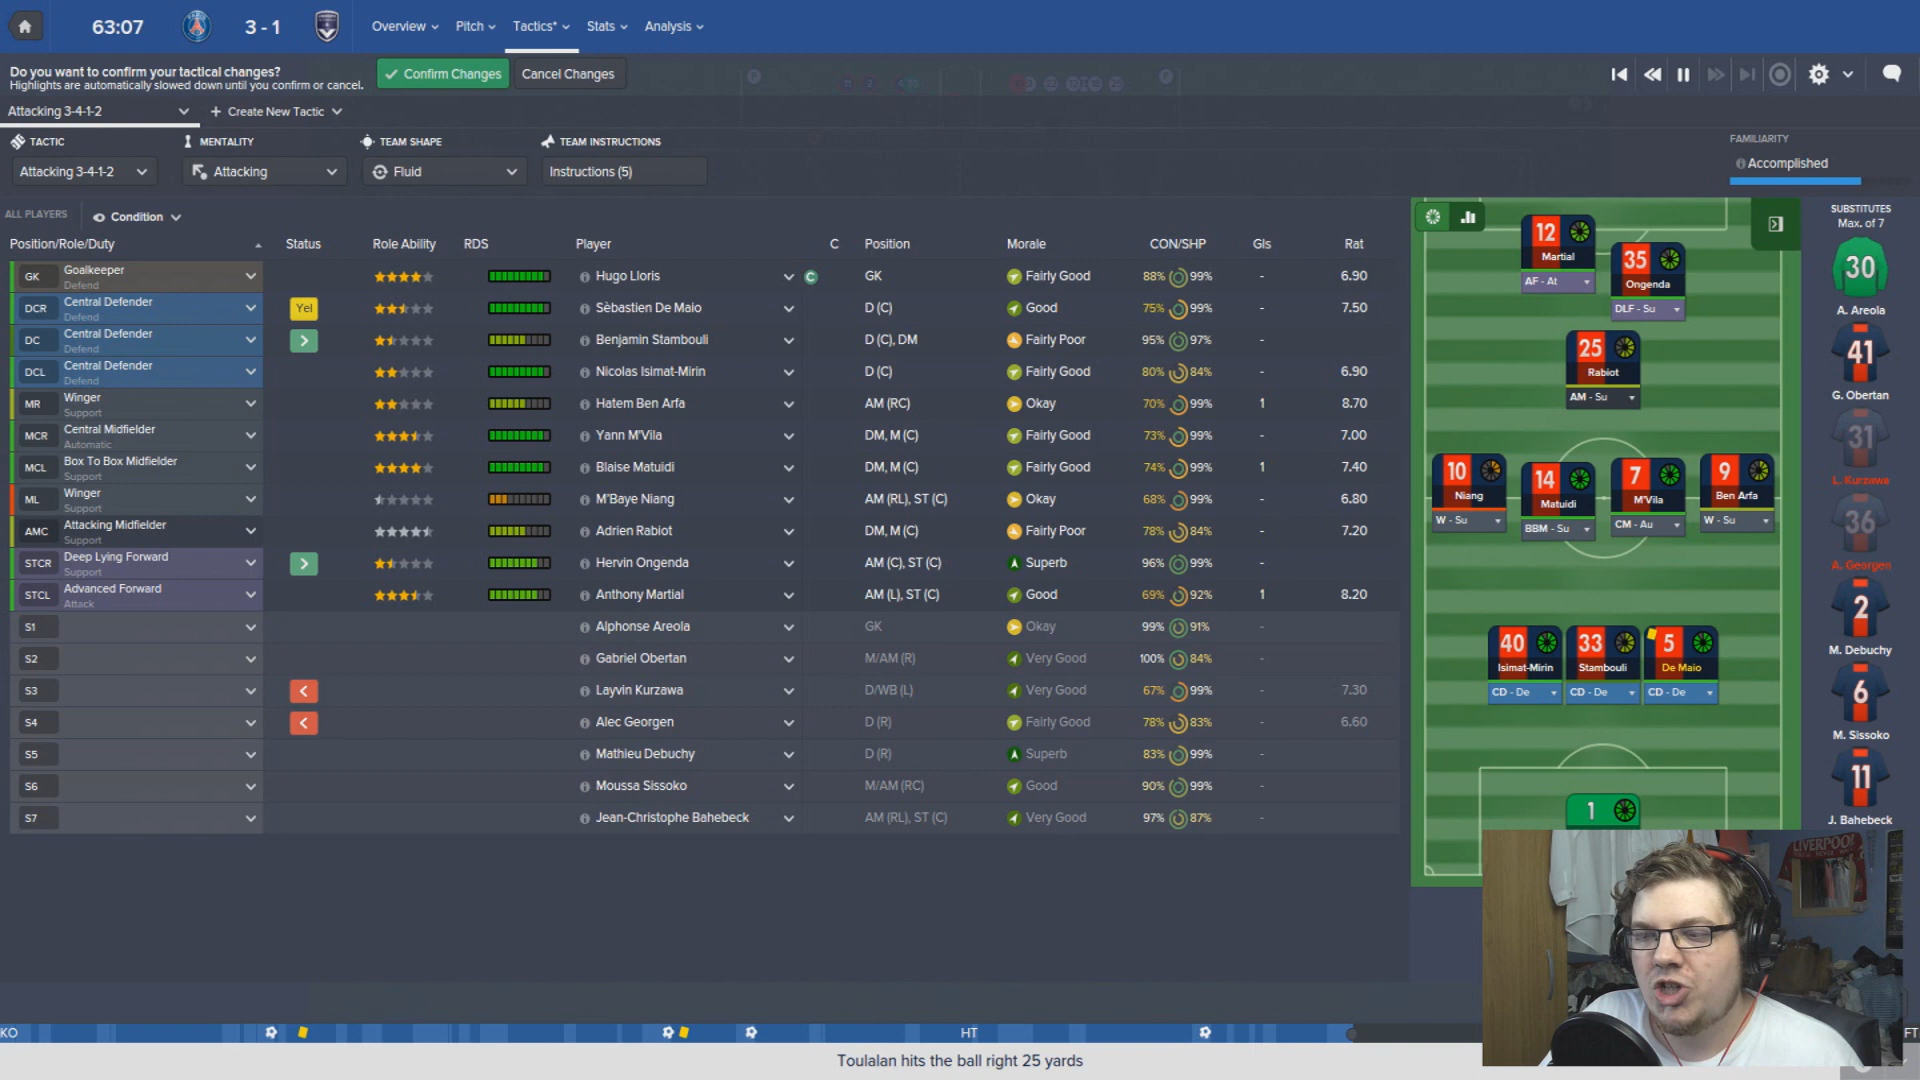 63:07
3 - 1
Overview
Pitch
Tactics*
Stats
Analysis
Do you want to confirm your tactical changes?
Highlights are automatically slowed down until you confirm or cancel.
Confirm Changes
Cancel Changes
Attacking 3-4-1-2
+ Create New Tactic
TACTIC
MENTALITY
TEAM SHAPE
TEAM INSTRUCTIONS
Attacking 3-4-1-2
Attacking
Fluid
Instructions (5)
FAMILIARITY
Accomplished
ALL PLAYERS
Condition
Position/Role/Duty Status Role Ability RDS Player C Position Morale CON/SHP Gls Rat
GK Goalkeeper Defend Hugo Lloris C GK Fairly Good 88% 99% - 6.90
DCR Central Defender Defend Yel Sèbastien De Maio D (C) Good 75% 99% - 7.50
DC Central Defender Defend Benjamin Stambouli D (C), DM Fairly Poor 95% 97% -
DCL Central Defender Defend Nicolas Isimat-Mirin D (C) Fairly Good 80% 84% - 6.90
MR Winger Support Hatem Ben Arfa AM (RC) Okay 70% 99% 1 8.70
MCR Central Midfielder Automatic Yann M'Vila DM, M (C) Fairly Good 73% 99% - 7.00
MCL Box To Box Midfielder Support Blaise Matuidi DM, M (C) Fairly Good 74% 99% 1 7.40
ML Winger Support M'Baye Niang AM (RL), ST (C) Okay 68% 99% - 6.80
AMC Attacking Midfielder Support Adrien Rabiot DM, M (C) Fairly Poor 78% 84% - 7.20
STCR Deep Lying Forward Support Hervin Ongenda AM (C), ST (C) Superb 96% 99% -
STCL Advanced Forward Attack Anthony Martial AM (L), ST (C) Good 69% 92% 1 8.20
S1 Alphonse Areola GK Okay 99% 91% -
S2 Gabriel Obertan M/AM (R) Very Good 100% 84% -
S3 Layvin Kurzawa D/WB (L) Very Good 67% 99% - 7.30
S4 Alec Georgen D (R) Fairly Good 78% 83% - 6.60
S5 Mathieu Debuchy D (R) Superb 83% 99% -
S6 Moussa Sissoko M/AM (RC) Good 90% 99% -
S7 Jean-Christophe Bahebeck AM (RL), ST (C) Very Good 97% 87% -
12
Martial
AF - At
35
Ongenda
DLF - Su
25
Rabiot
AM - Su
10
Niang
W - Su
14
Matuidi
BBM - Su
7
M'Vila
CM - Au
9
Ben Arfa
W - Su
40
Isimat-Mirin
CD - De
33
Stambouli
CD - De
5
De Maio
CD - De
1
SUBSTITUTES
Max. of 7
30
A. Areola
41
G. Obertan
31
L. Kurzawa
36
A. Georgen
2
M. Debuchy
6
M. Sissoko
11
J. Bahebeck
LIVERPOOL
KO
HT
FT
Toulalan hits the ball right 25 yards